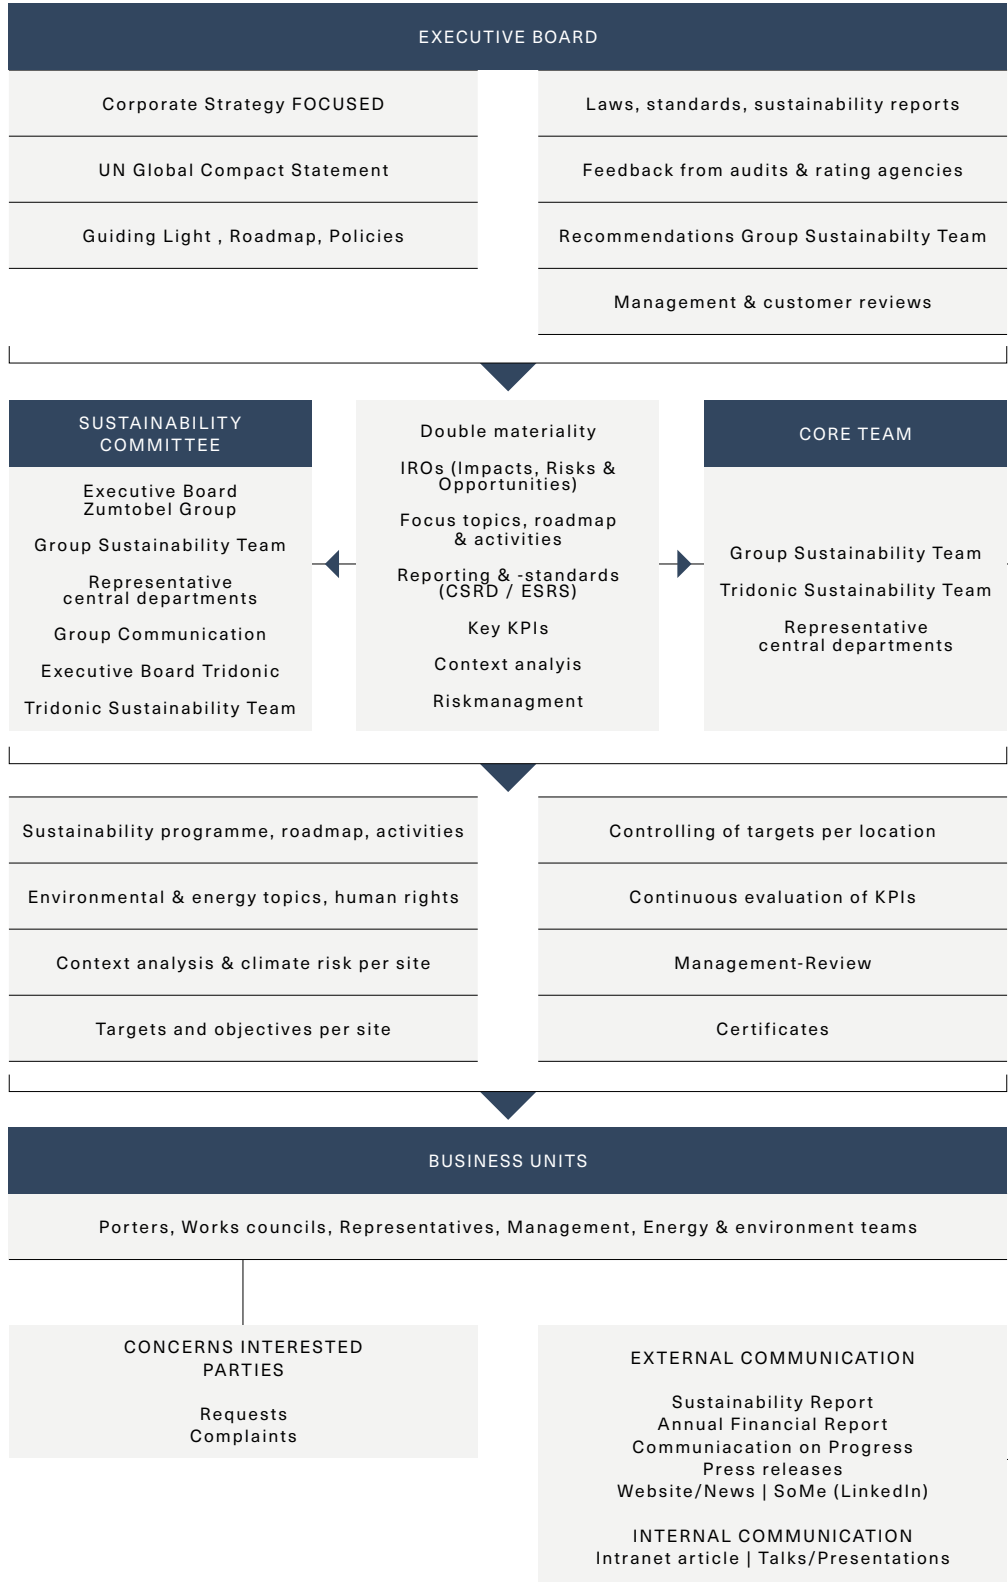 EXECUTIVE BOARD
Corporate Strategy FOCUSED
UN Global Compact Statement
Guiding Light , Roadmap, Policies
Laws, standards, sustainability reports
Feedback from audits & rating agencies
Recommendations Group Sustainabilty Team
Management & customer reviews
SUSTAINABILITY
COMMITTEE
Executive Board
Zumtobel Group
Group Sustainability Team
Representative
central departments
Group Communication
Executive Board Tridonic
Tridonic Sustainability Team
Double materiality
IROs (Impacts, Risks &
Opportunities)
Focus topics, roadmap
& activities
Reporting & -standards
(CSRD / ESRS)
Key KPIs
Context analyis
Riskmanagment
CORE TEAM
Group Sustainability Team
Tridonic Sustainability Team
Representative
central departments
Sustainability programme, roadmap, activities
Environmental & energy topics, human rights
Context analysis & climate risk per site
Targets and objectives per site
Controlling of targets per location
Continuous evaluation of KPIs
Management-Review
Certificates
BUSINESS UNITS
Porters, Works councils, Representatives, Management, Energy & environment teams
CONCERNS INTERESTED
PARTIES
Requests
Complaints
EXTERNAL COMMUNICATION
Sustainability Report
Annual Financial Report
Communiacation on Progress
Press releases
Website/News | SoMe (LinkedIn)
INTERNAL COMMUNICATION
Intranet article | Talks/Presentations